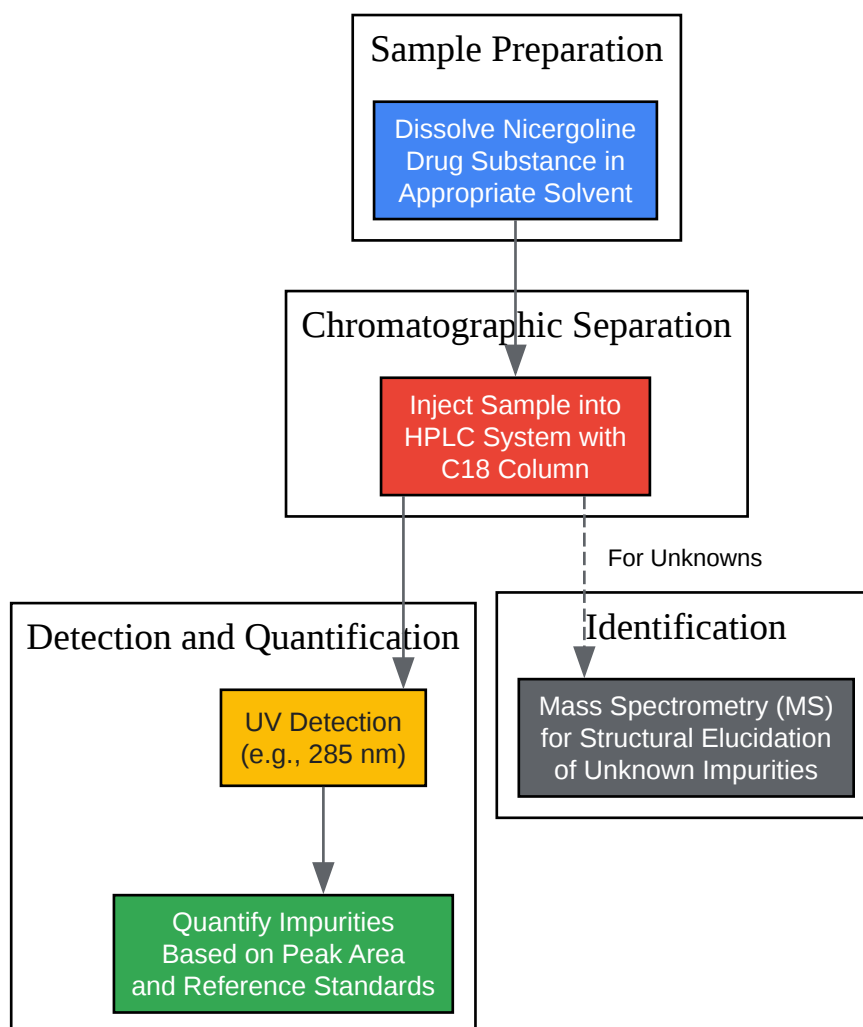 Sample Preparation
Dissolve Nicergoline
Drug Substance in
Appropriate Solvent
Chromatographic Separation
Inject Sample into
HPLC System with
C18 Column
For Unknowns
Detection and Quantification
UV Detection
(e.g., 285 nm)
Quantify Impurities
Based on Peak Area
and Reference Standards
Identification
Mass Spectrometry (MS)
for Structural Elucidation
of Unknown Impurities